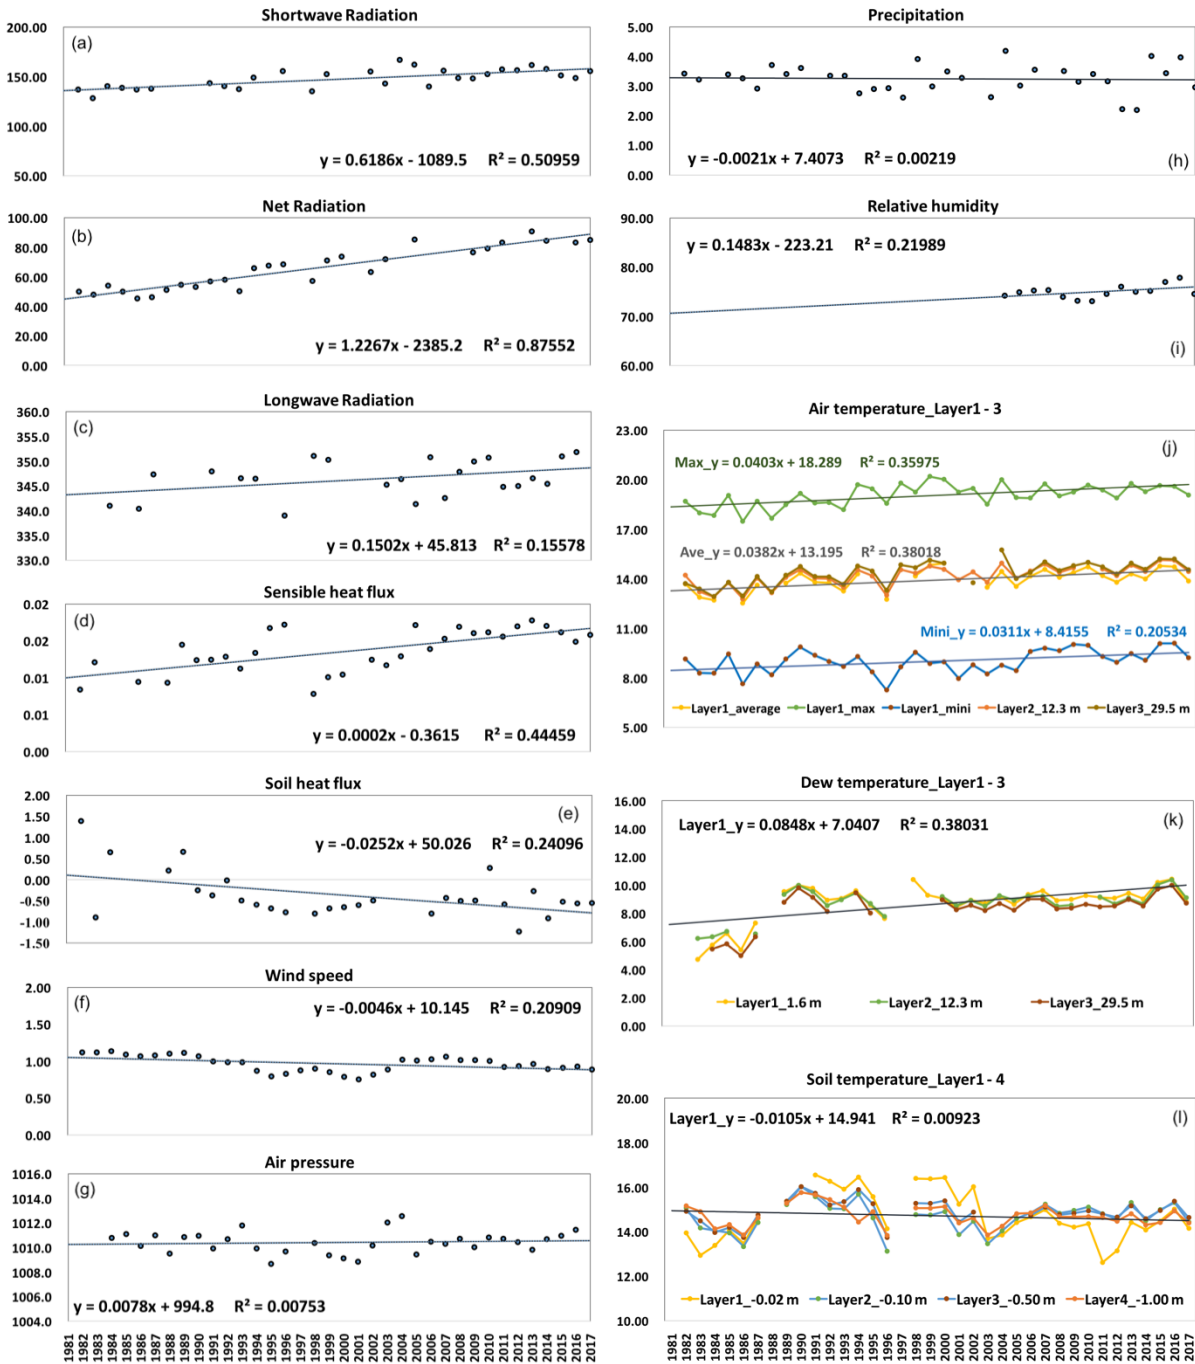 Shortwave Radiation
(a)
200.00
150.00
100.00
50.00
y = 0.6186x - 1089.5 R² = 0.50959
Net Radiation
(b)
100.00
80.00
60.00
40.00
20.00
0.00
y = 1.2267x - 2385.2 R² = 0.87552
Longwave Radiation
(c)
360.0
355.0
350.0
345.0
340.0
335.0
330.0
y = 0.1502x + 45.813 R² = 0.15578
Sensible heat flux
(d)
0.02
0.02
0.01
0.01
0.00
y = 0.0002x - 0.3615 R² = 0.44459
Soil heat flux
(e)
2.00
1.50
1.00
0.50
0.00
-0.50
-1.00
-1.50
y = -0.0252x + 50.026 R² = 0.24096
Wind speed
(f)
2.00
1.50
1.00
0.50
0.00
y = -0.0046x + 10.145 R² = 0.20909
Air pressure
(g)
1016.0
1014.0
1012.0
1010.0
1008.0
1006.0
1004.0
y = 0.0078x + 994.8 R² = 0.00753
1981 1982 1983 1984 1985 1986 1987 1988 1989 1990 1991 1992 1993 1994 1995 1996 1997 1998 1999 2000 2001 2002 2003 2004 2005 2006 2007 2008 2009 2010 2011 2012 2013 2014 2015 2016 2017
Precipitation
5.00
4.00
3.00
2.00
1.00
0.00
y = -0.0021x + 7.4073 R² = 0.00219
(h)
Relative humidity
90.00
80.00
70.00
60.00
y = 0.1483x - 223.21 R² = 0.21989
(i)
Air temperature_Layer1 - 3
(j)
23.00
20.00
17.00
14.00
11.00
8.00
5.00
Max_y = 0.0403x + 18.289 R² = 0.35975
Ave_y = 0.0382x + 13.195 R² = 0.38018
Mini_y = 0.0311x + 8.4155 R² = 0.20534
Layer1_average Layer1_max Layer1_mini Layer2_12.3 m Layer3_29.5 m
Dew temperature_Layer1 - 3
(k)
16.00
14.00
12.00
10.00
8.00
6.00
4.00
2.00
0.00
Layer1_y = 0.0848x + 7.0407 R² = 0.38031
Layer1_1.6 m Layer2_12.3 m Layer3_29.5 m
Soil temperature_Layer1 - 4
(l)
20.00
18.00
16.00
14.00
12.00
10.00
Layer1_y = -0.0105x + 14.941 R² = 0.00923
Layer1_-0.02 m Layer2_-0.10 m Layer3_-0.50 m Layer4_-1.00 m
1981 1982 1983 1984 1985 1986 1987 1988 1989 1990 1991 1992 1993 1994 1995 1996 1997 1998 1999 2000 2001 2002 2003 2004 2005 2006 2007 2008 2009 2010 2011 2012 2013 2014 2015 2016 2017